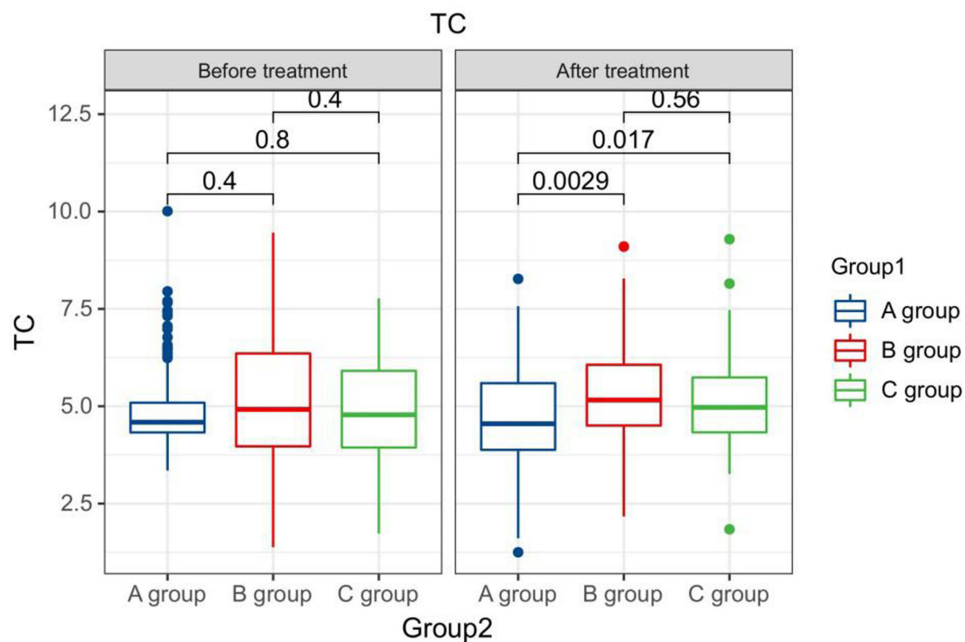 TC
Before treatment
After treatment
12.5
10.0
7.5
5.0
2.5
TC
0.4
0.8
0.4
0.56
0.017
0.0029
A group
B group
C group
A group
B group
C group
Group2
Group1
A group
B group
C group